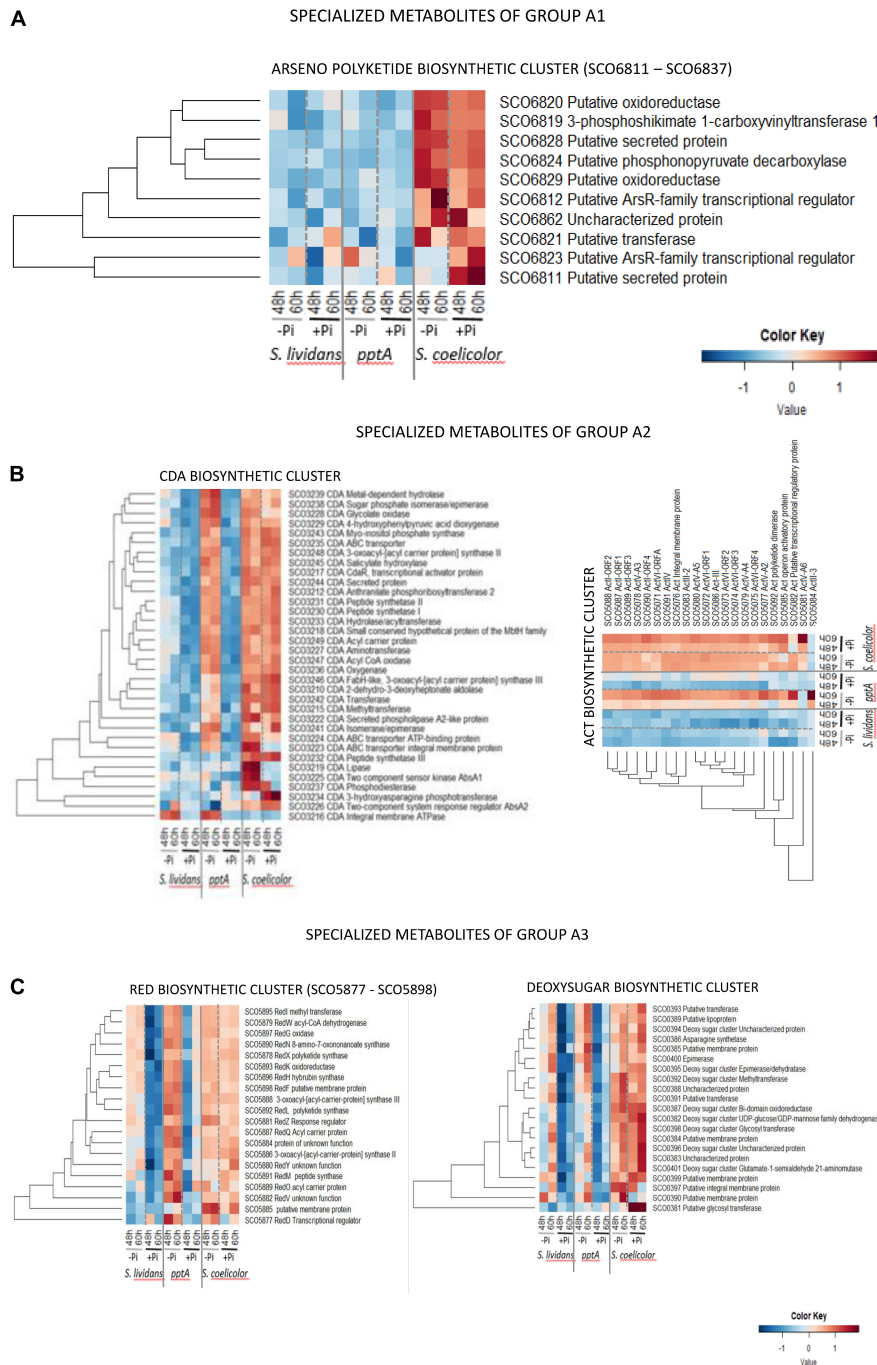 A
SPECIALIZED METABOLITES OF GROUP A1
ARSENO POLYKETIDE BIOSYNTHETIC CLUSTER (SCO6811 – SCO6837)
SCO6820 Putative oxidoreductase
SCO6819 3-phosphoshikimate 1-carboxyvinyltransferase 1
SCO6828 Putative secreted protein
SCO6824 Putative phosphonopyruvate decarboxylase
SCO6829 Putative oxidoreductase
SCO6812 Putative ArsR-family transcriptional regulator
SCO6862 Uncharacterized protein
SCO6821 Putative transferase
SCO6823 Putative ArsR-family transcriptional regulator
SCO6811 Putative secreted protein
48h 60h 48h 60h 48h 60h 48h 60h 48h 60h 48h 60h
-Pi +Pi -Pi +Pi -Pi +Pi
S. lividans pptA S. coelicolor
Color Key
-1 0 1
Value
SPECIALIZED METABOLITES OF GROUP A2
B
CDA BIOSYNTHETIC CLUSTER
SCO3239 CDA Metal-dependent hydrolase
SCO3238 CDA Sugar phosphate isomerase/epimerase
SCO3228 CDA Glycolate oxidase
SCO3229 CDA 4-hydroxyphenylpyruvic acid dioxygenase
SCO3243 CDA Myo-inositol phosphate synthase
SCO3235 CDA ABC transporter
SCO3248 CDA 3-oxoacyl-[acyl carrier protein] synthase II
SCO3245 CDA Salicylate hydroxylase
SCO3217 CDA CdaR, transcriptional activator protein
SCO3244 CDA Secreted protein
SCO3212 CDA Anthranilate phosphoribosyltransferase 2
SCO3231 CDA Peptide synthetase II
SCO3230 CDA Peptide synthetase I
SCO3233 CDA Hydrolase/acyltransferase
SCO3218 CDA Small conserved hypothetical protein of the MbtH family
SCO3249 CDA Acyl carrier protein
SCO3227 CDA Aminotransferase
SCO3247 CDA Acyl CoA oxidase
SCO3236 CDA Oxygenase
SCO3246 CDA FabH-like, 3-oxoacyl-[acyl carrier protein] synthase III
SCO3210 CDA 2-dehydro-3-deoxyheptonate aldolase
SCO3242 CDA Transferase
SCO3215 CDA Methyltransferase
SCO3222 CDA Secreted phospholipase A2-like protein
SCO3241 CDA Isomerase/epimerase
SCO3224 CDA ABC transporter ATP-binding protein
SCO3223 CDA ABC transporter integral membrane protein
SCO3232 CDA Peptide synthetase III
SCO3219 CDA Lipase
SCO3225 CDA Two component sensor kinase AbsA1
SCO3237 CDA Phosphodiesterase
SCO3234 CDA 3-hydroxyasparagine phosphotransferase
SCO3226 CDA Two-component system response regulator AbsA2
SCO3216 CDA Integral membrane ATPase
48h 60h 48h 60h 48h 60h 48h 60h 48h 60h 48h 60h
-Pi +Pi -Pi +Pi -Pi +Pi
S. lividans pptA S. coelicolor
ACT BIOSYNTHETIC CLUSTER
SCO5088 ActI-ORF2
SCO5087 ActI-ORF1
SCO5089 ActI-ORF3
SCO5078 ActVA-3
SCO5090 ActI-ORF4
SCO5071 ActVI-ORFA
SCO5091 ActIV
SCO5076 Act Integral membrane protein
SCO5083 ActII-2
SCO5080 ActV-A5
SCO5072 ActVI-ORF1
SCO5086 Act-III
SCO5073 ActVI-ORF2
SCO5074 ActVI-ORF3
SCO5079 ActV-A4
SCO5075 ActVI-ORF4
SCO5077 ActV-A2
SCO5092 Act polyketide dimerase
SCO5085 Act operon activatory protein
SCO5082 Act Putative transcriptional regulatory protein
SCO5081 ActV-A6
SCO5084 ActII-3
60h 48h 60h 48h 60h 48h 60h 48h 60h 48h 60h 48h
+Pi -Pi +Pi -Pi +Pi -Pi
S. coelicolor pptA S. lividans
SPECIALIZED METABOLITES OF GROUP A3
C
RED BIOSYNTHETIC CLUSTER (SCO5877 - SCO5898)
SCO5895 RedI methyl transferase
SCO5879 RedW acyl-CoA dehydrogenase
SCO5897 RedG oxidase
SCO5890 RedN 8-amino-7-oxononanoate synthase
SCO5878 RedX polyketide synthase
SCO5893 RedK oxidoreductase
SCO5896 RedH hybrubin synthase
SCO5898 RedF putative membrane protein
SCO5888 3-oxoacyl-[acyl-carrier-protein] synthase III
SCO5892 RedL polyketide synthase
SCO5881 RedZ Response regulator
SCO5887 RedQ Acyl carrier protein
SCO5884 protein of unknown function
SCO5886 3-oxoacyl-[acyl-carrier-protein] synthase II
SCO5880 RedY unknown function
SCO5891 RedM peptide synthase
SCO5889 RedO acyl carrier protein
SCO5882 RedV unknown function
SCO5885 putative membrane protein
SCO5877 RedD Transcriptional regulator
48h 60h 48h 60h 48h 60h 48h 60h 48h 60h 48h 60h
-Pi +Pi -Pi +Pi -Pi +Pi
S. lividans pptA S. coelicolor
DEOXYSUGAR BIOSYNTHETIC CLUSTER
SCO0393 Putative transferase
SCO0389 Putative lipoprotein
SCO0394 Deoxy sugar cluster Uncharacterized protein
SCO0386 Asparagine synthetase
SCO0385 Putative membrane protein
SCO0400 Epimerase
SCO0395 Deoxy sugar cluster Epimerase/dehydratase
SCO0392 Deoxy sugar cluster Methyltransferase
SCO0388 Uncharacterized protein
SCO0391 Putative transferase
SCO0387 Deoxy sugar cluster Bi-domain oxidoreductase
SCO0382 Deoxy sugar cluster UDP-glucose/GDP-mannose family dehydrogenase
SCO0398 Deoxy sugar cluster Glycosyl transferase
SCO0384 Putative membrane protein
SCO0396 Deoxy sugar cluster Uncharacterized protein
SCO0383 Uncharacterized protein
SCO0401 Deoxy sugar cluster Glutamate-1-semialdehyde 21-aminomutase
SCO0399 Putative membrane protein
SCO0397 Putative integral membrane protein
SCO0390 Putative membrane protein
SCO0381 Putative glycosyl transferase
48h 60h 48h 60h 48h 60h 48h 60h 48h 60h 48h 60h
-Pi +Pi -Pi +Pi -Pi +Pi
S. lividans pptA S. coelicolor
Color Key
-1 0 1
Value